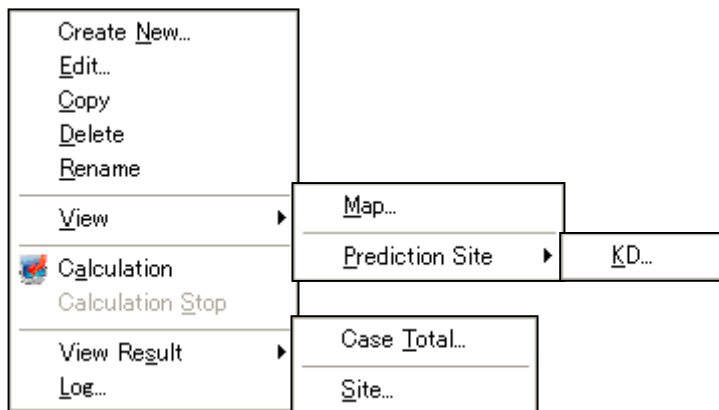 Create New...
Edit...
Copy
Delete
Rename
View
Map...
Prediction Site
KD...
Calculation
Calculation Stop
View Result
Case Total...
Log...
Site...